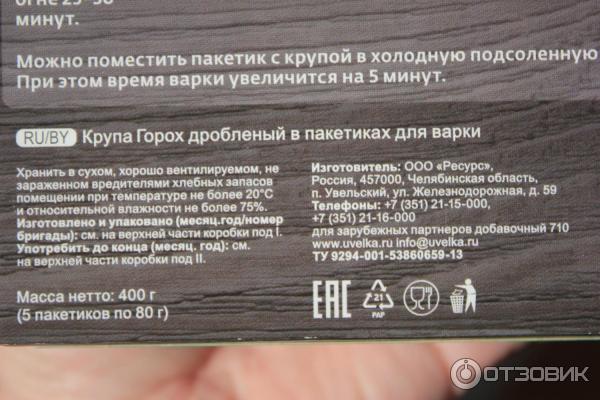 минут.
Можно поместить пакетик с крупой в холодную подсоленную
При этом время варки увеличится на 5 минут.
RU/BY Крупа Горох дробленый в пакетиках для варки
Хранить в сухом, хорошо вентилируемом, не
зараженном вредителями хлебных запасов
помещении при температуре не более 20°С
и относительной влажности не более 75%.
Изготовлено и упаковано (месяц.год/номер
бригады): см. на верхней части коробки под I.
Употребить до конца (месяц. год): см.
на верхней части коробки под II.
Масса нетто: 400 г
(5 пакетиков по 80 г)
Изготовитель: ООО «Ресурс»,
Россия, 457000, Челябинская область,
п. Увельский, ул. Железнодорожная, д. 59
Телефоны: +7 (351) 21-15-000,
+7 (351) 21-16-000
для зарубежных партнеров добавочный 710
www.uvelka.ru info@uvelka.ru
ТУ 9294-001-53860659-13
EAC
21
PAP
ОТЗОВИК